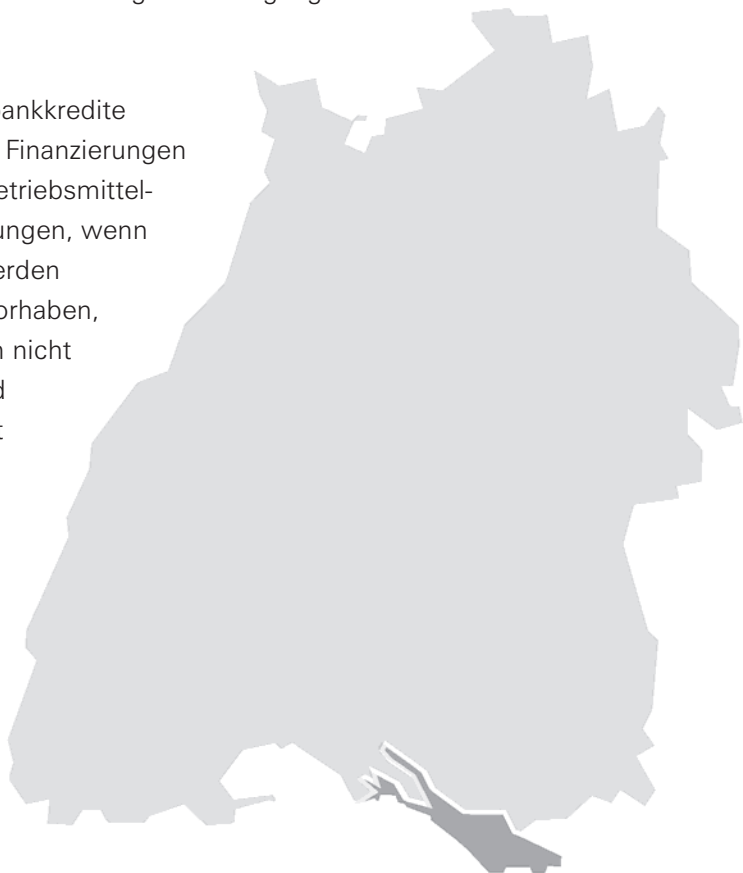 ankkredite
Finanzierungen
etriebsmittel-
ungen, wenn
erden
orhaben,
nicht